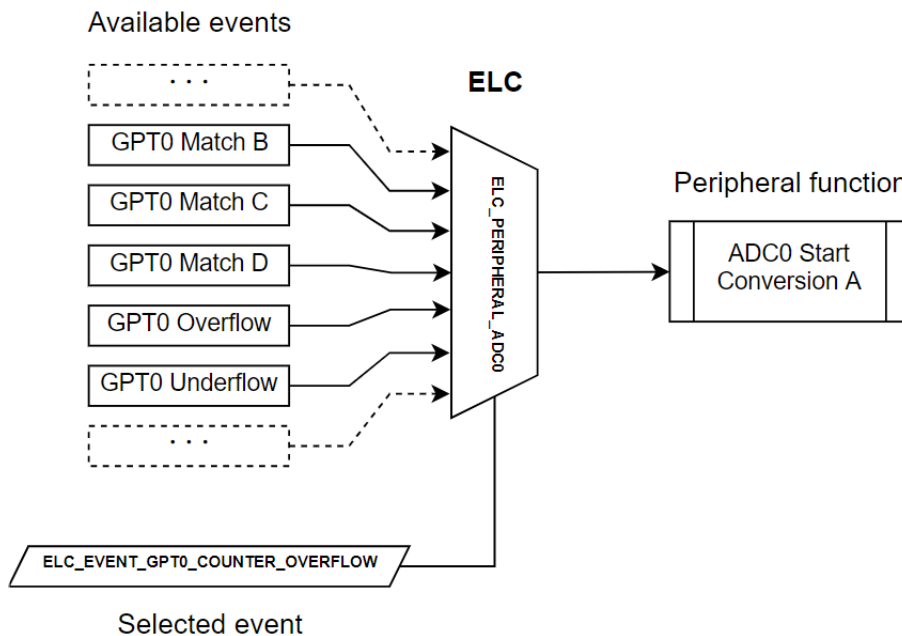 Available events
. . .
ELC
GPT0 Match B
GPT0 Match C
ELC_PERIPHERAL_ADC0
Peripheral function
GPT0 Match D
ADC0 Start
Conversion A
GPT0 Overflow
GPT0 Underflow
. . .
ELC_EVENT_GPT0_COUNTER_OVERFLOW
Selected event